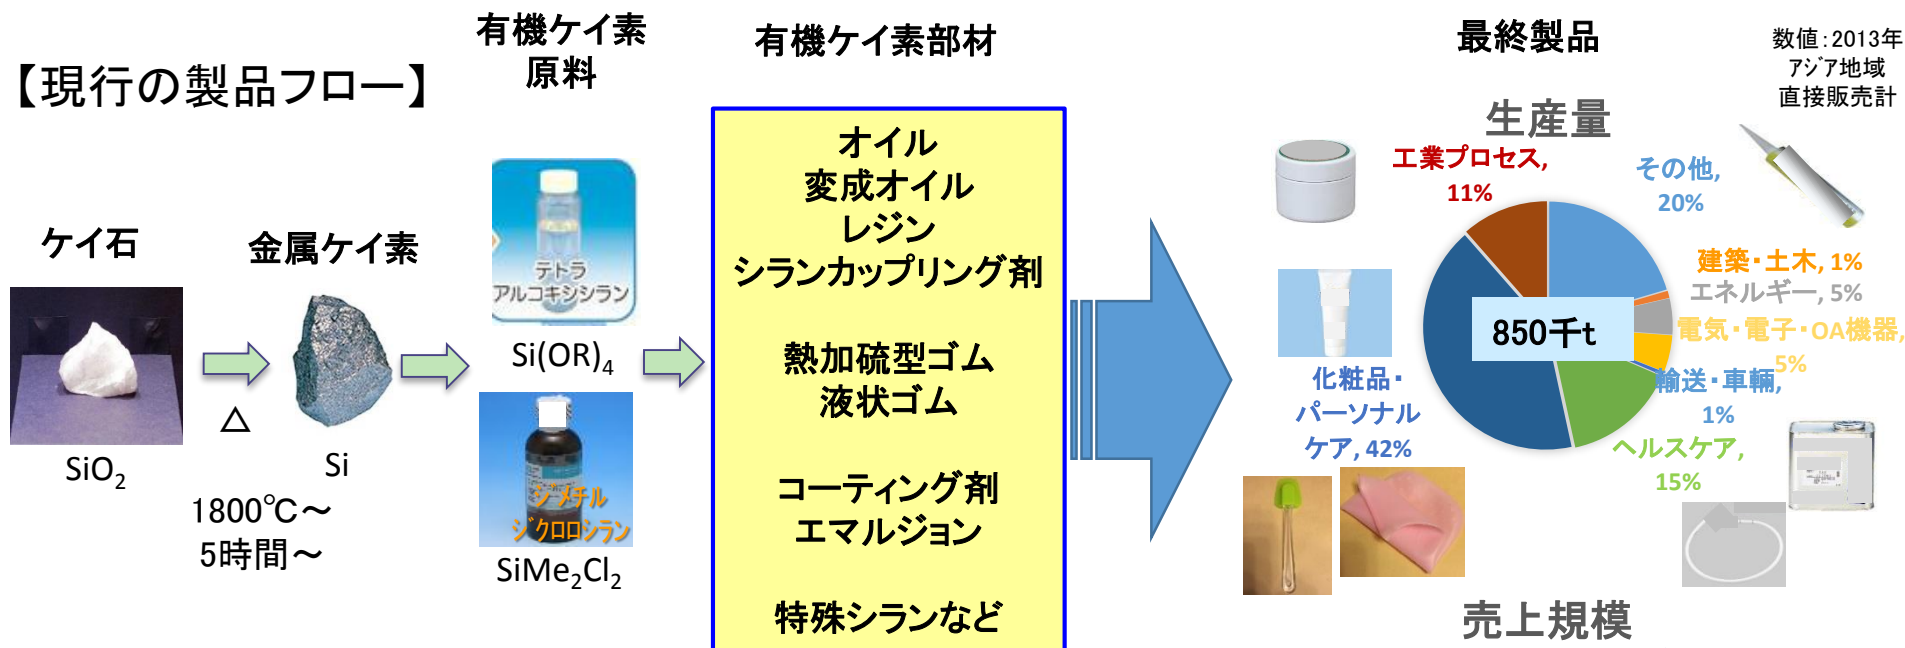 【現行の製品フロー】
有機ケイ素
原料
有機ケイ素部材
最終製品
数値：2013年
アジア地域
直接販売計
ケイ石
SiO2
△
1800℃～
5時間～
金属ケイ素
Si
テトラ
アルコキシシラン
Si(OR)4
ジメチル
ジクロロシラン
SiMe2Cl2
オイル
変成オイル
レジン
シランカップリング剤
熱加硫型ゴム
液状ゴム
コーティング剤
エマルジョン
特殊シランなど
生産量
工業プロセス,
11%
その他,
20%
建築・土木, 1%
エネルギー, 5%
電気・電子・OA機器,
5%
輸送・車輛,
1%
ヘルスケア,
15%
化粧品・
パーソナル
ケア, 42%
850千t
売上規模